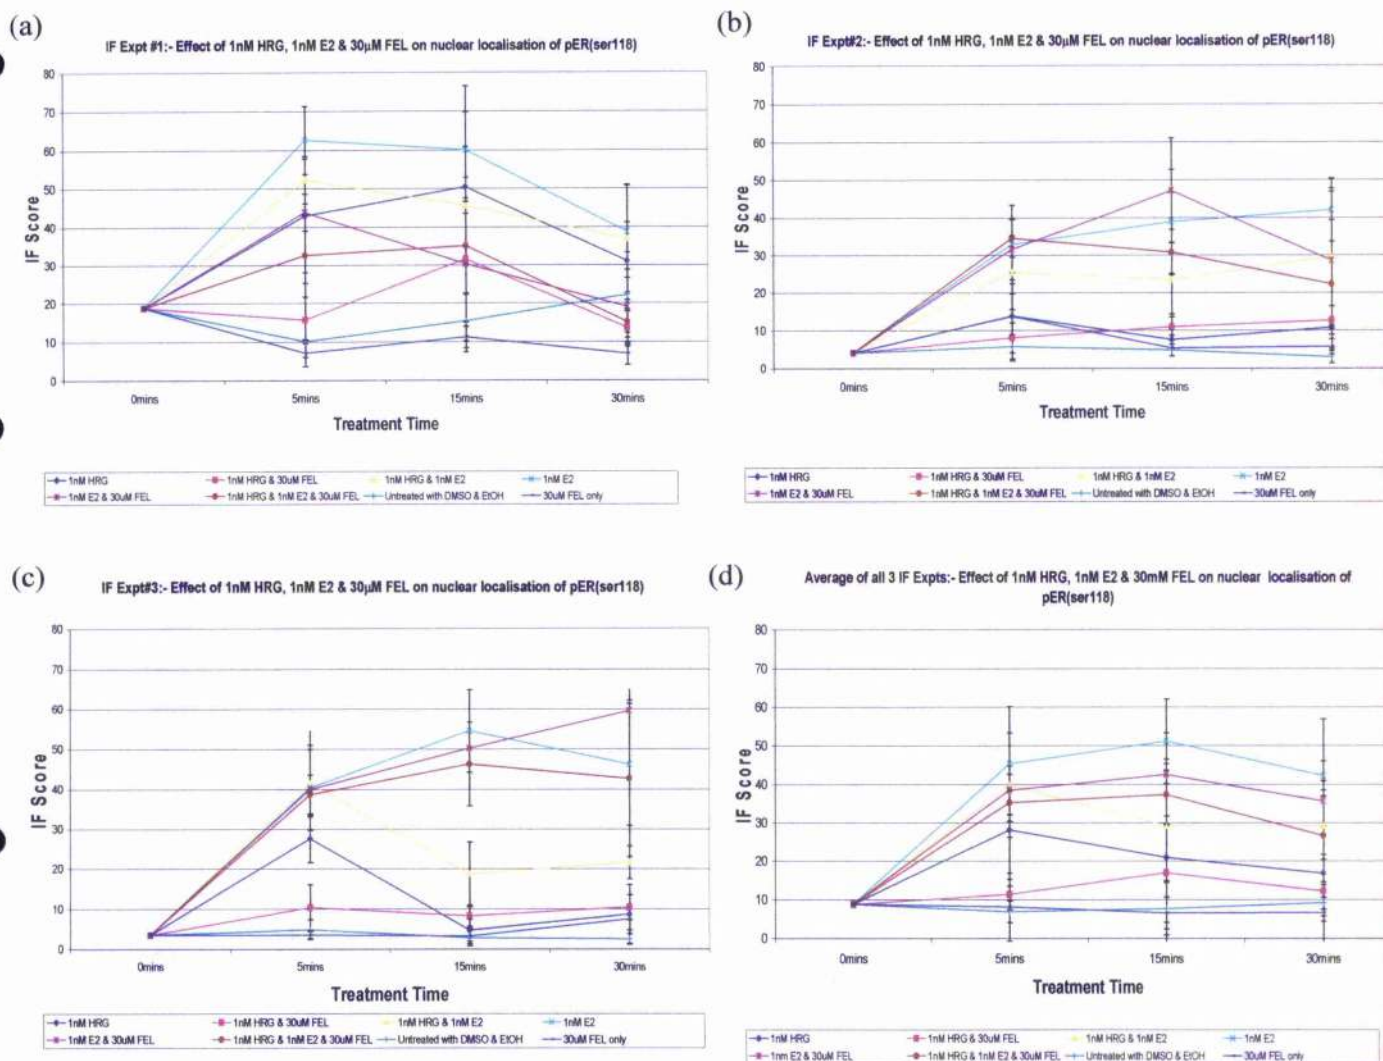 (a)
IF Expt #1:- Effect of 1nM HRG, 1nM E2 & 30µM FEL on nuclear localisation of pER(ser118)
80
70
60
50
40
30
20
10
0
IF Score
0mins 5mins 15mins 30mins
Treatment Time
1nM HRG 1nM HRG & 30uM FEL 1nM HRG & 1nM E2 1nM E2
1nM E2 & 30uM FEL 1nM HRG & 1nM E2 & 30uM FEL Untreated with DMSO & EtOH 30uM FEL only
(b)
IF Expt#2:- Effect of 1nM HRG, 1nM E2 & 30µM FEL on nuclear localisation of pER(ser118)
80
70
60
50
40
30
20
10
0
IF Score
0mins 5mins 15mins 30mins
Treatment Time
1nM HRG 1nM HRG & 30uM FEL 1nM HRG & 1nM E2 1nM E2
1nM E2 & 30uM FEL 1nM HRG & 1nM E2 & 30uM FEL Untreated with DMSO & EtOH 30uM FEL only
(c)
IF Expt#3:- Effect of 1nM HRG, 1nM E2 & 30µM FEL on nuclear localisation of pER(ser118)
80
70
60
50
40
30
20
10
0
IF Score
0mins 5mins 15mins 30mins
Treatment Time
1nM HRG 1nM HRG & 30uM FEL 1nM HRG & 1nM E2 1nM E2
1nM E2 & 30uM FEL 1nM HRG & 1nM E2 & 30uM FEL Untreated with DMSO & EtOH 30uM FEL only
(d)
Average of all 3 IF Expts:- Effect of 1nM HRG, 1nM E2 & 30mM FEL on nuclear localisation of
pER(ser118)
80
70
60
50
40
30
20
10
0
IF Score
0mins 5mins 15mins 30mins
Treatment Time
1nM HRG 1nM HRG & 30uM FEL 1nM HRG & 1nM E2 1nM E2
1nm E2 & 30uM FEL 1nM HRG & 1nM E2 & 30uM FEL Untreated with DMSO & EtOH 30uM FEL only